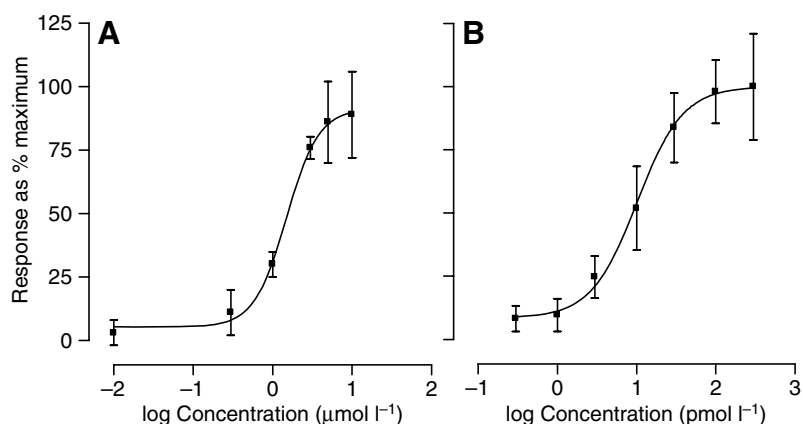 A
B
Response as % maximum
125
100
75
50
25
0
–2 –1 0 1 2
–1 0 1 2 3
log Concentration (μmol l⁻¹)
log Concentration (pmol l⁻¹)